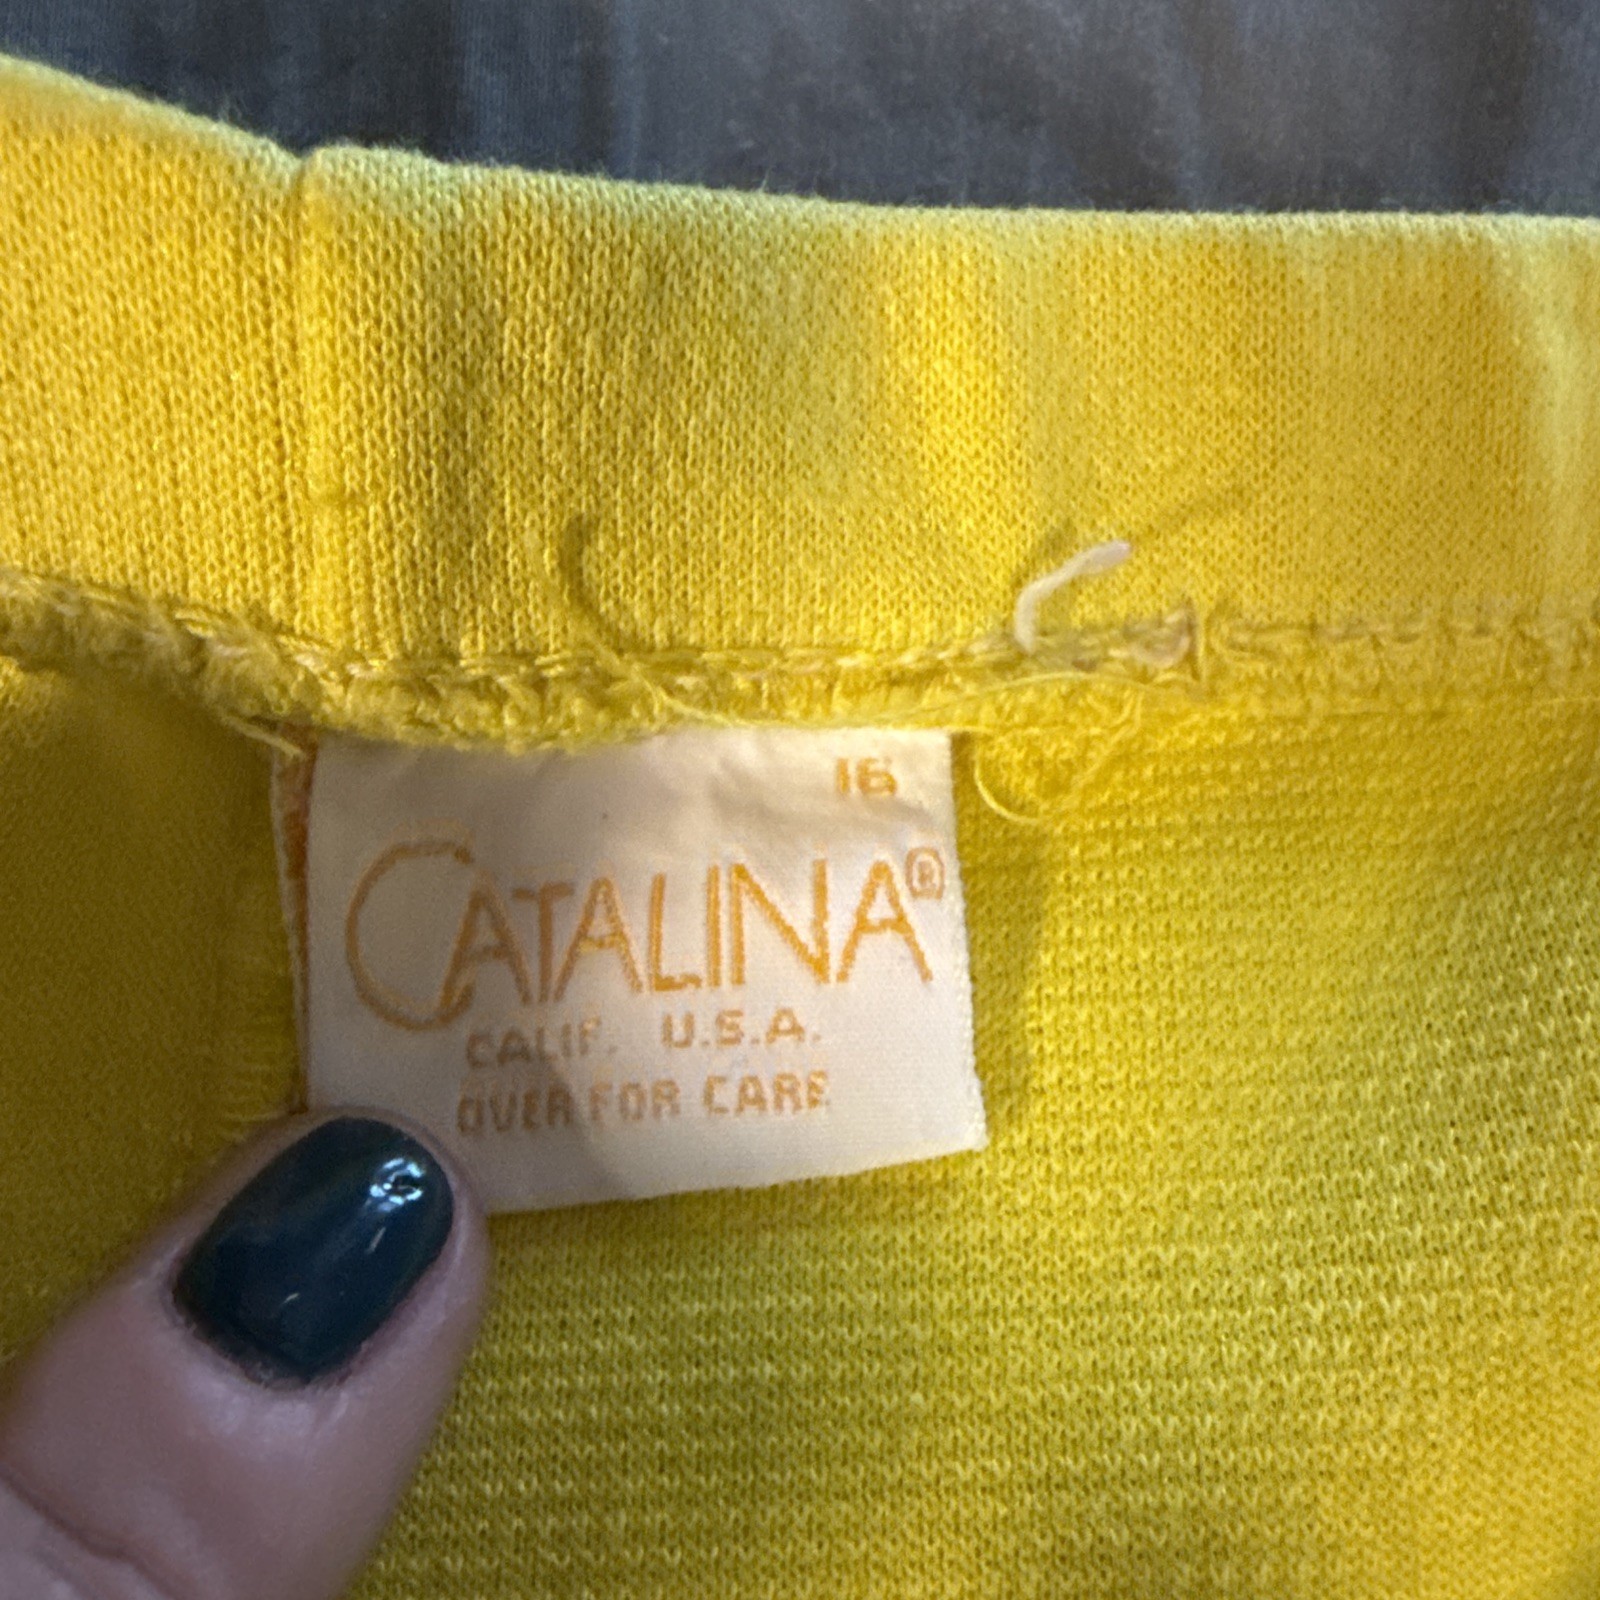 16
CATALINA®
CALIF. U.S.A.
OVER FOR CARE